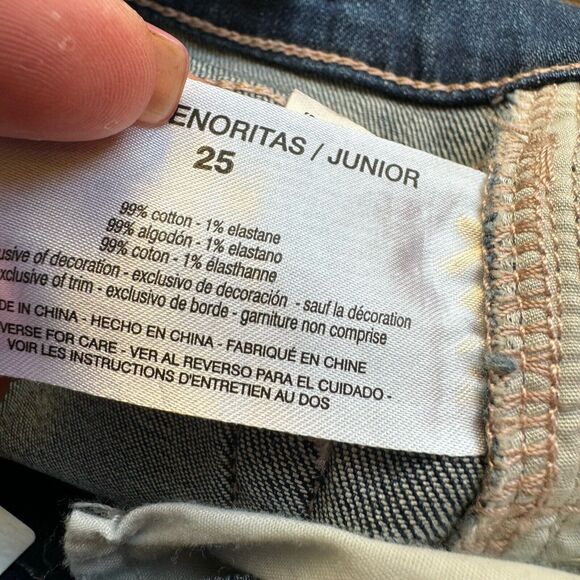 ENORITAS / JUNIOR
25
99% cotton - 1% elastane
99% algodón - 1% elastano
99% coton - 1% élasthanne
usive of decoration - exclusivo de decoración - sauf la décoration
xclusive of trim - exclusivo de borde - garniture non comprise
DE IN CHINA - HECHO EN CHINA - FABRIQUÉ EN CHINE
VERSE FOR CARE - VER AL REVERSO PARA EL CUIDADO -
VOIR LES INSTRUCTIONS D'ENTRETIEN AU DOS